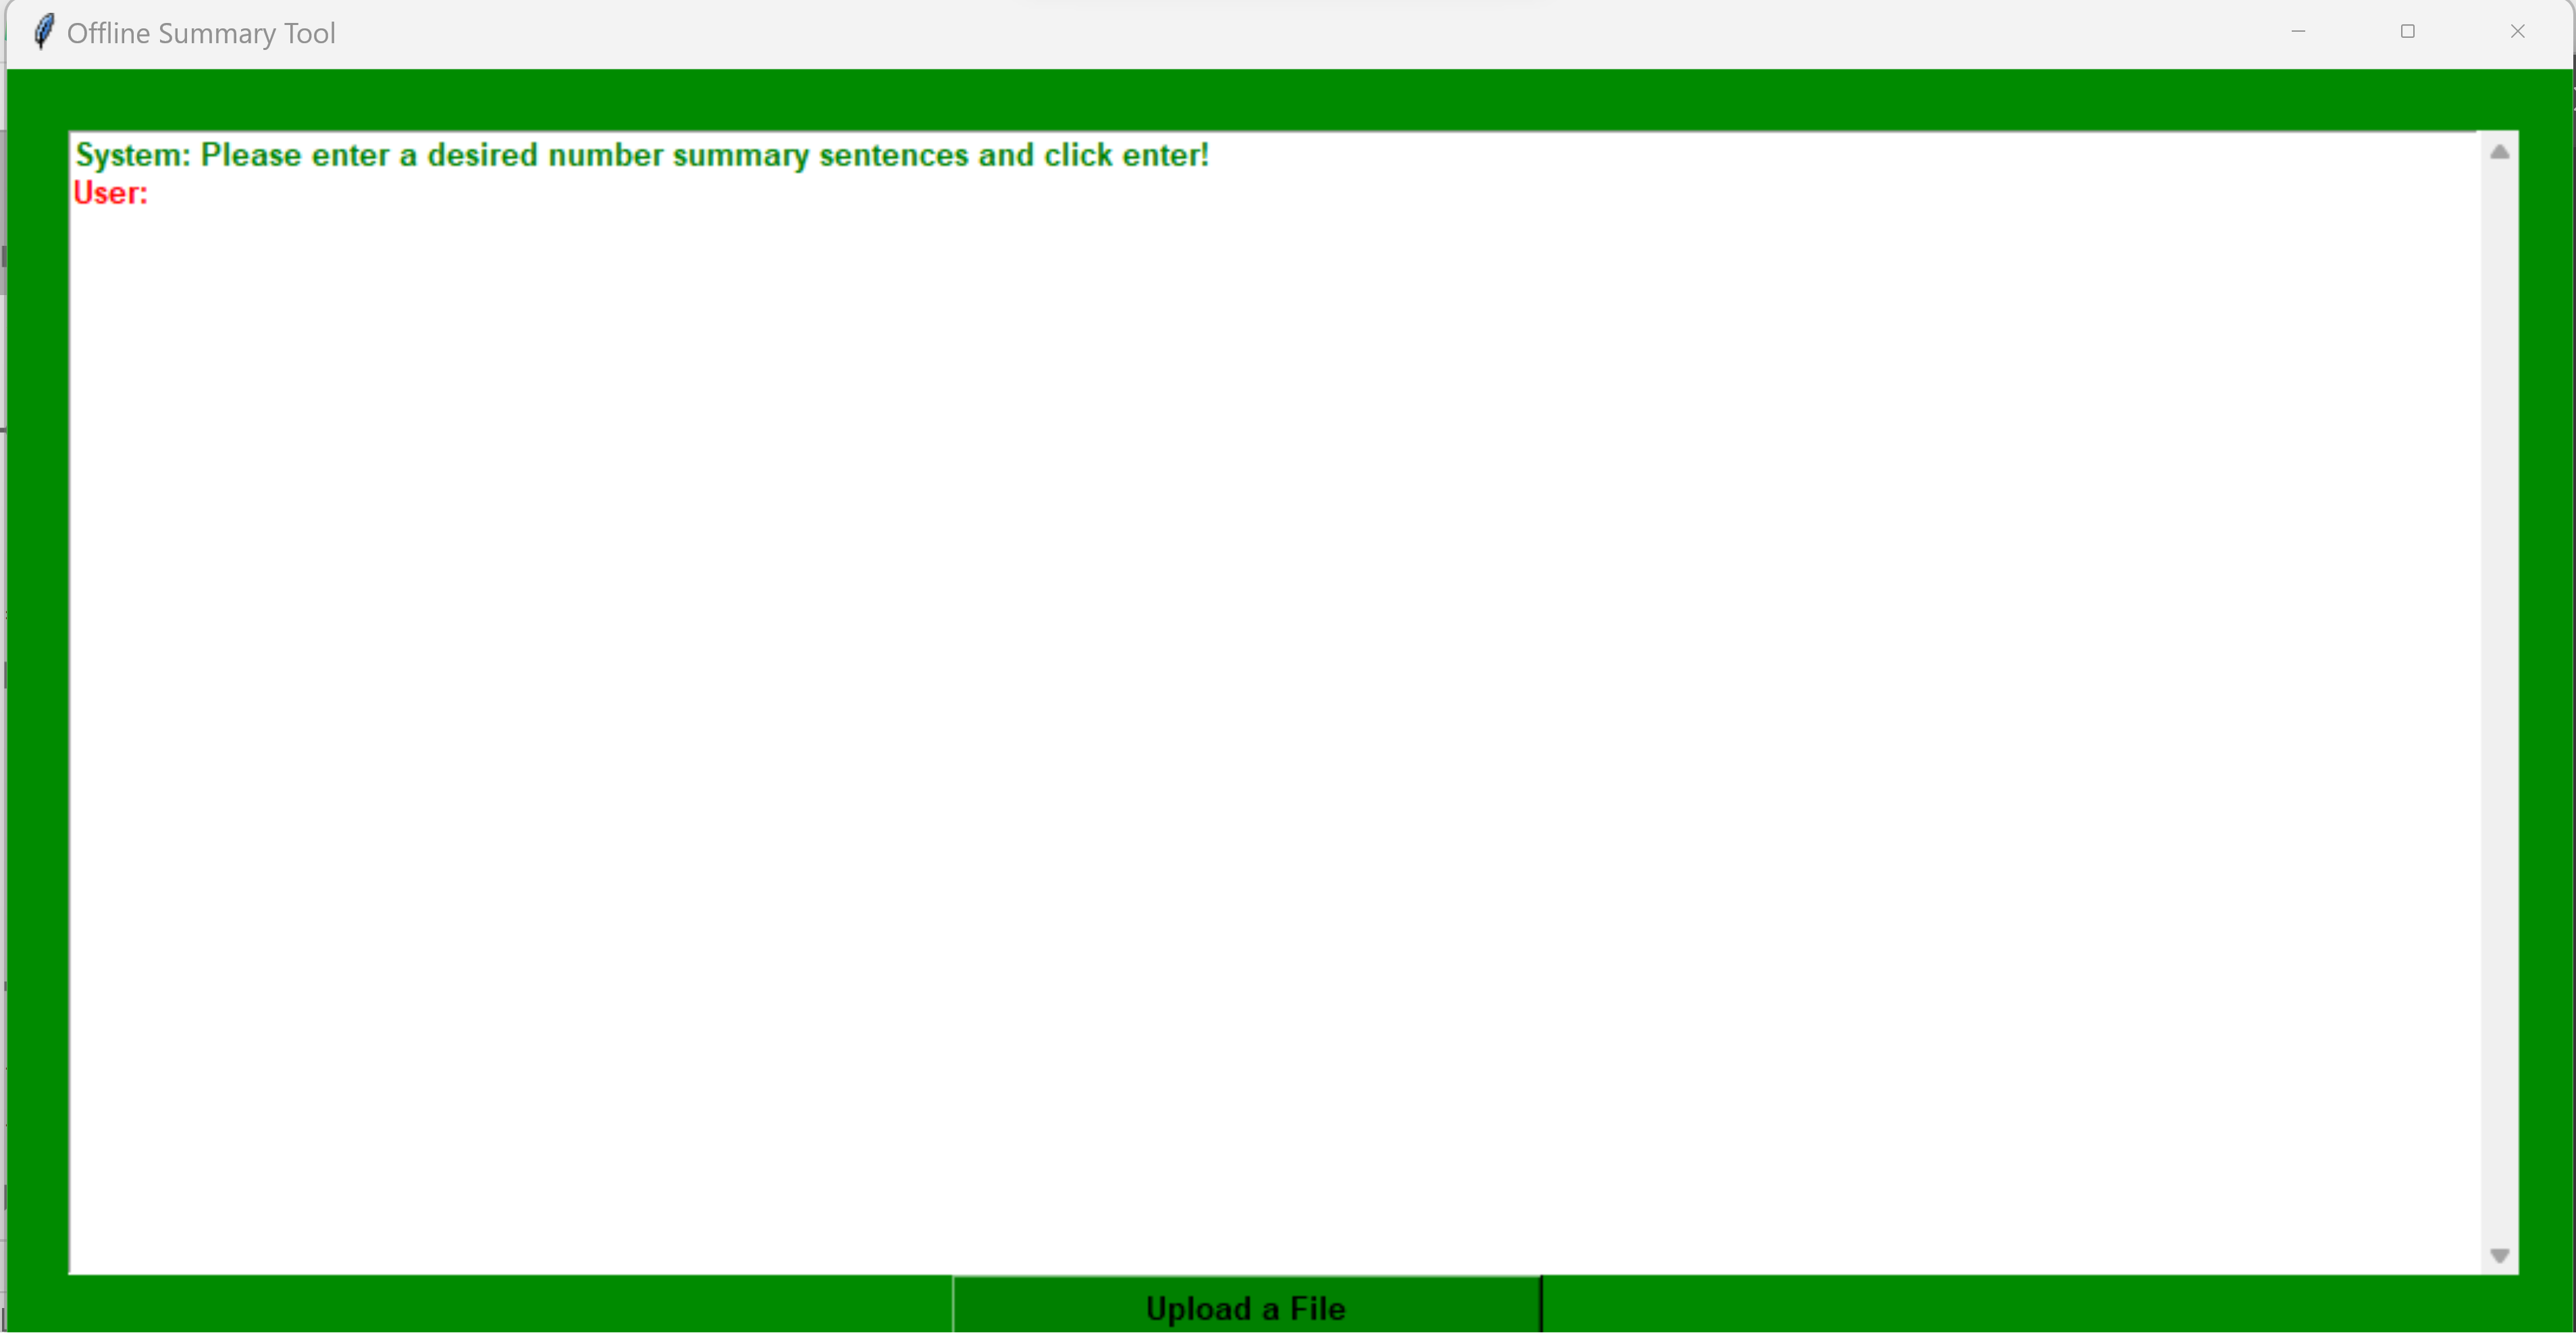 Offline Summary Tool
System: Please enter a desired number summary sentences and click enter!
User:
Upload a File